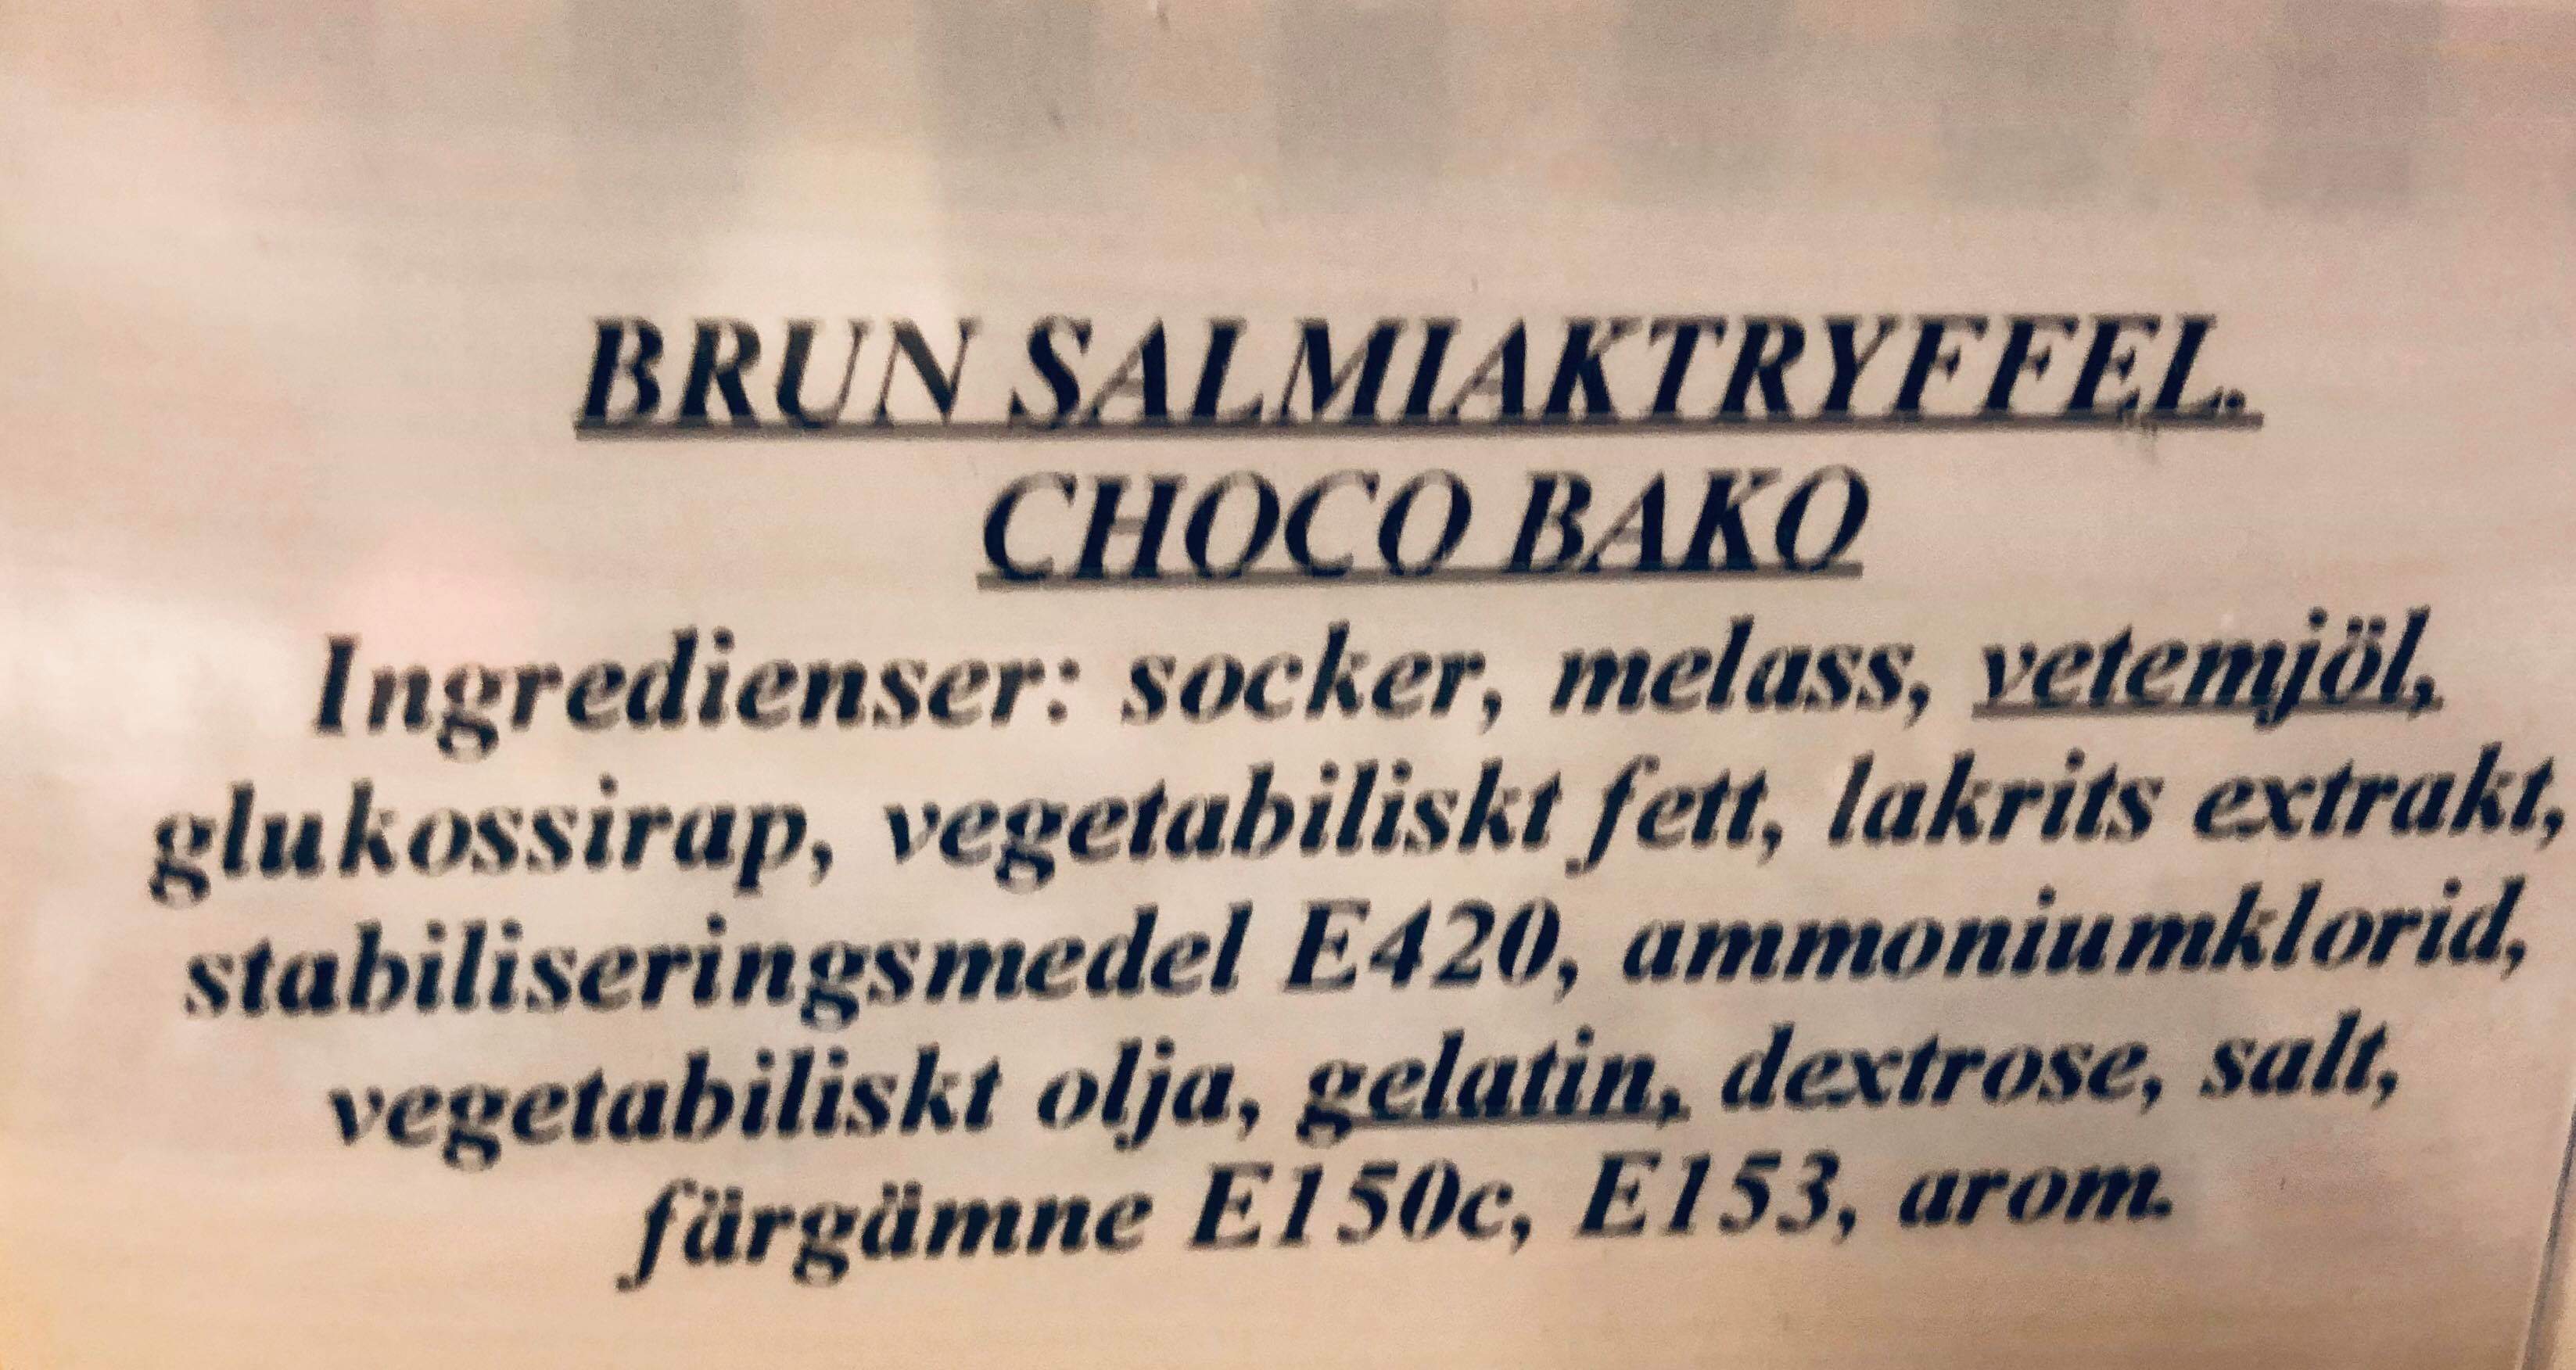 BRUN SALMIAKTRYFFEL.
CHOCO BAKO
Ingredienser: socker, melass, vetemjöl,
glukossirap, vegetabiliskt fett, lakrits extrakt,
stabiliseringsmedel E420, ammoniumklorid,
vegetabiliskt olja, gelatin, dextrose, salt,
färgämne E150c, E153, arom.